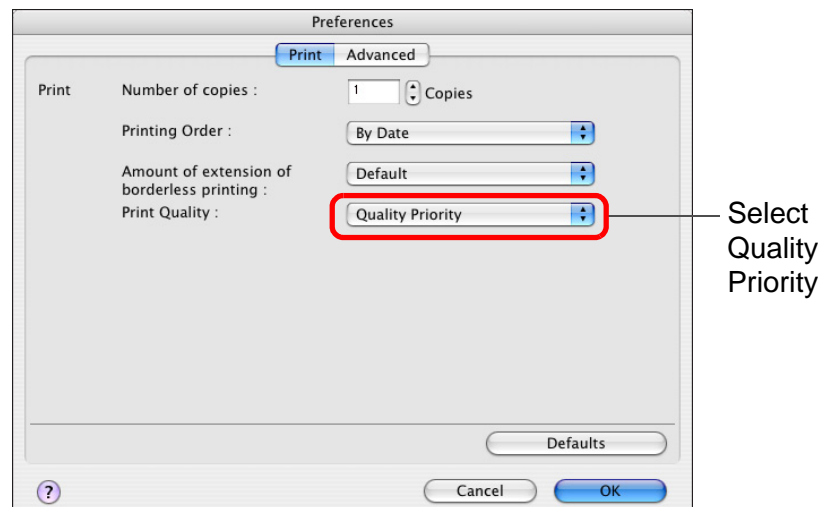 Preferences
Print Advanced
Print Number of copies : 1 Copies
Printing Order : By Date
Amount of extension of
borderless printing : Default
Print Quality : Quality Priority
Select
Quality
Priority
Defaults
? Cancel OK